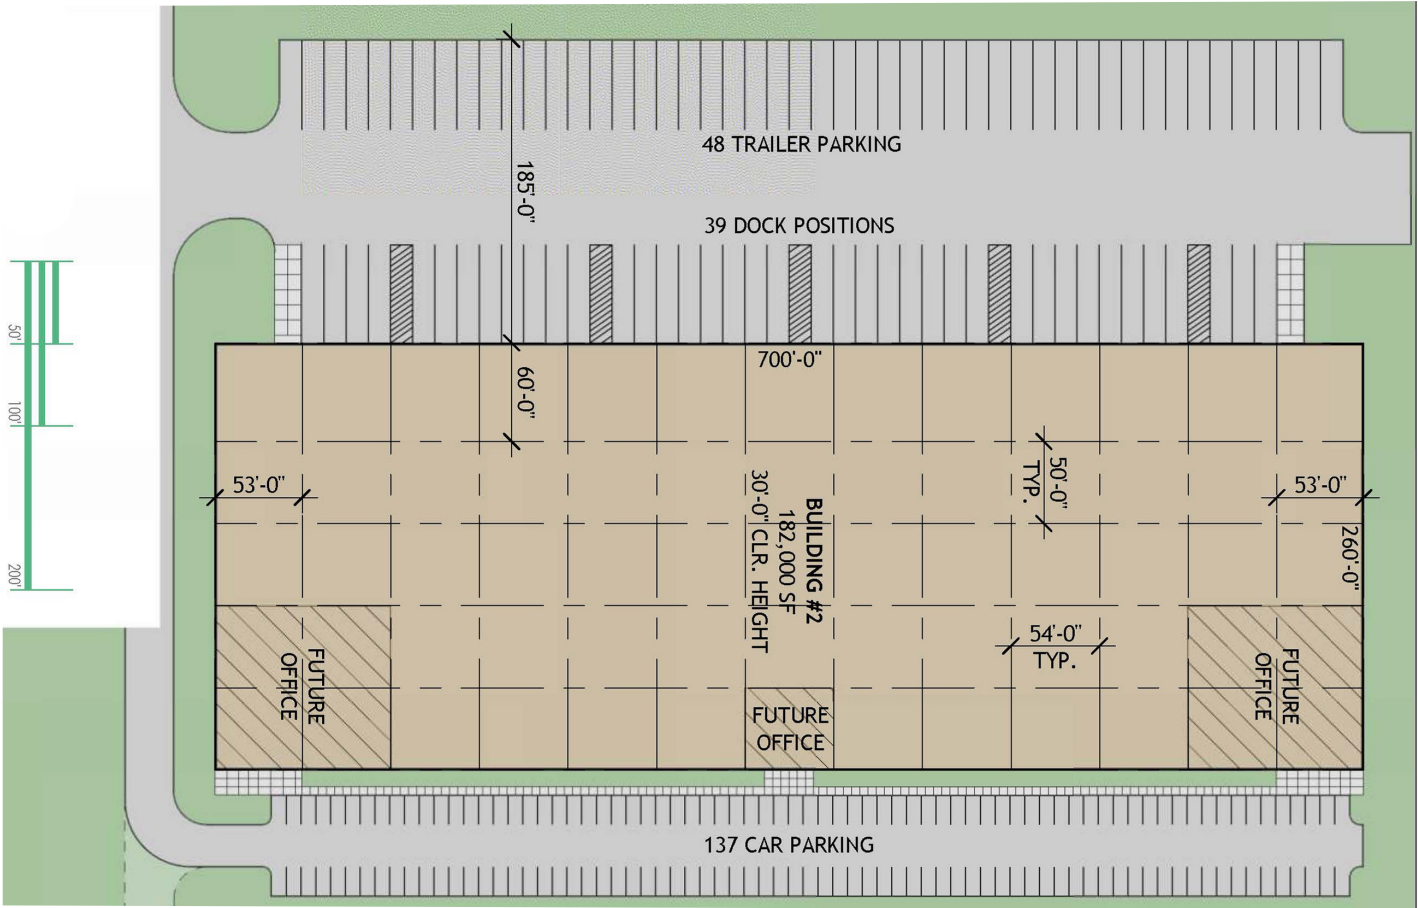 48 TRAILER PARKING
185'-0"
39 DOCK POSITIONS
50'
100'
200'
700'-0"
60'-0"
53'-0"
50'-0"
TYP.
53'-0"
260'-0"
BUILDING #2
182,000 SF
30'-0" CLR. HEIGHT
54'-0"
TYP.
FUTURE
OFFICE
FUTURE
OFFICE
FUTURE
OFFICE
137 CAR PARKING